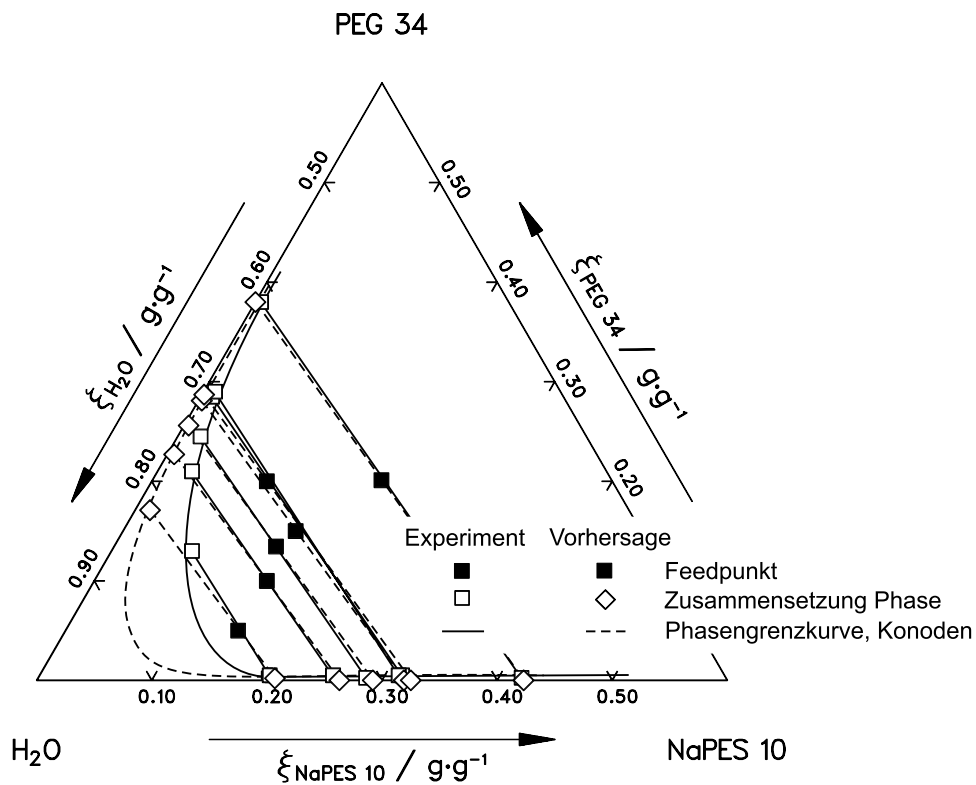 PEG 34
0.50
0.50
0.60
0.40
ξH₂O / g·g⁻¹
ξPEG 34 / g·g⁻¹
0.70
0.30
0.80
0.20
Experiment Vorhersage
0.90
Feedpunkt
Zusammensetzung Phase
Phasengrenzkurve, Konoden
0.10 0.20 0.30 0.40 0.50
H₂O NaPES 10
ξNaPES 10 / g·g⁻¹